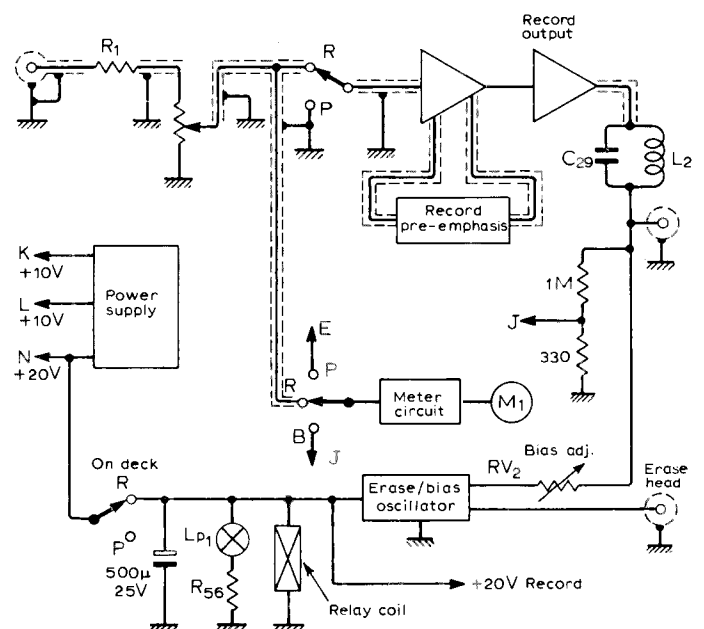 Record
output
R1
R
P
C29
L2
Record
pre-emphasis
K
+10V
L
+10V
N
+20V
Power
supply
1M
J
330
E
P
R
B
J
Meter
circuit
M1
On deck
R
P
500μ
25V
Lp1
R56
Relay coil
Erase/bias
oscillator
RV2
Bias adj.
Erase
head
+20V Record